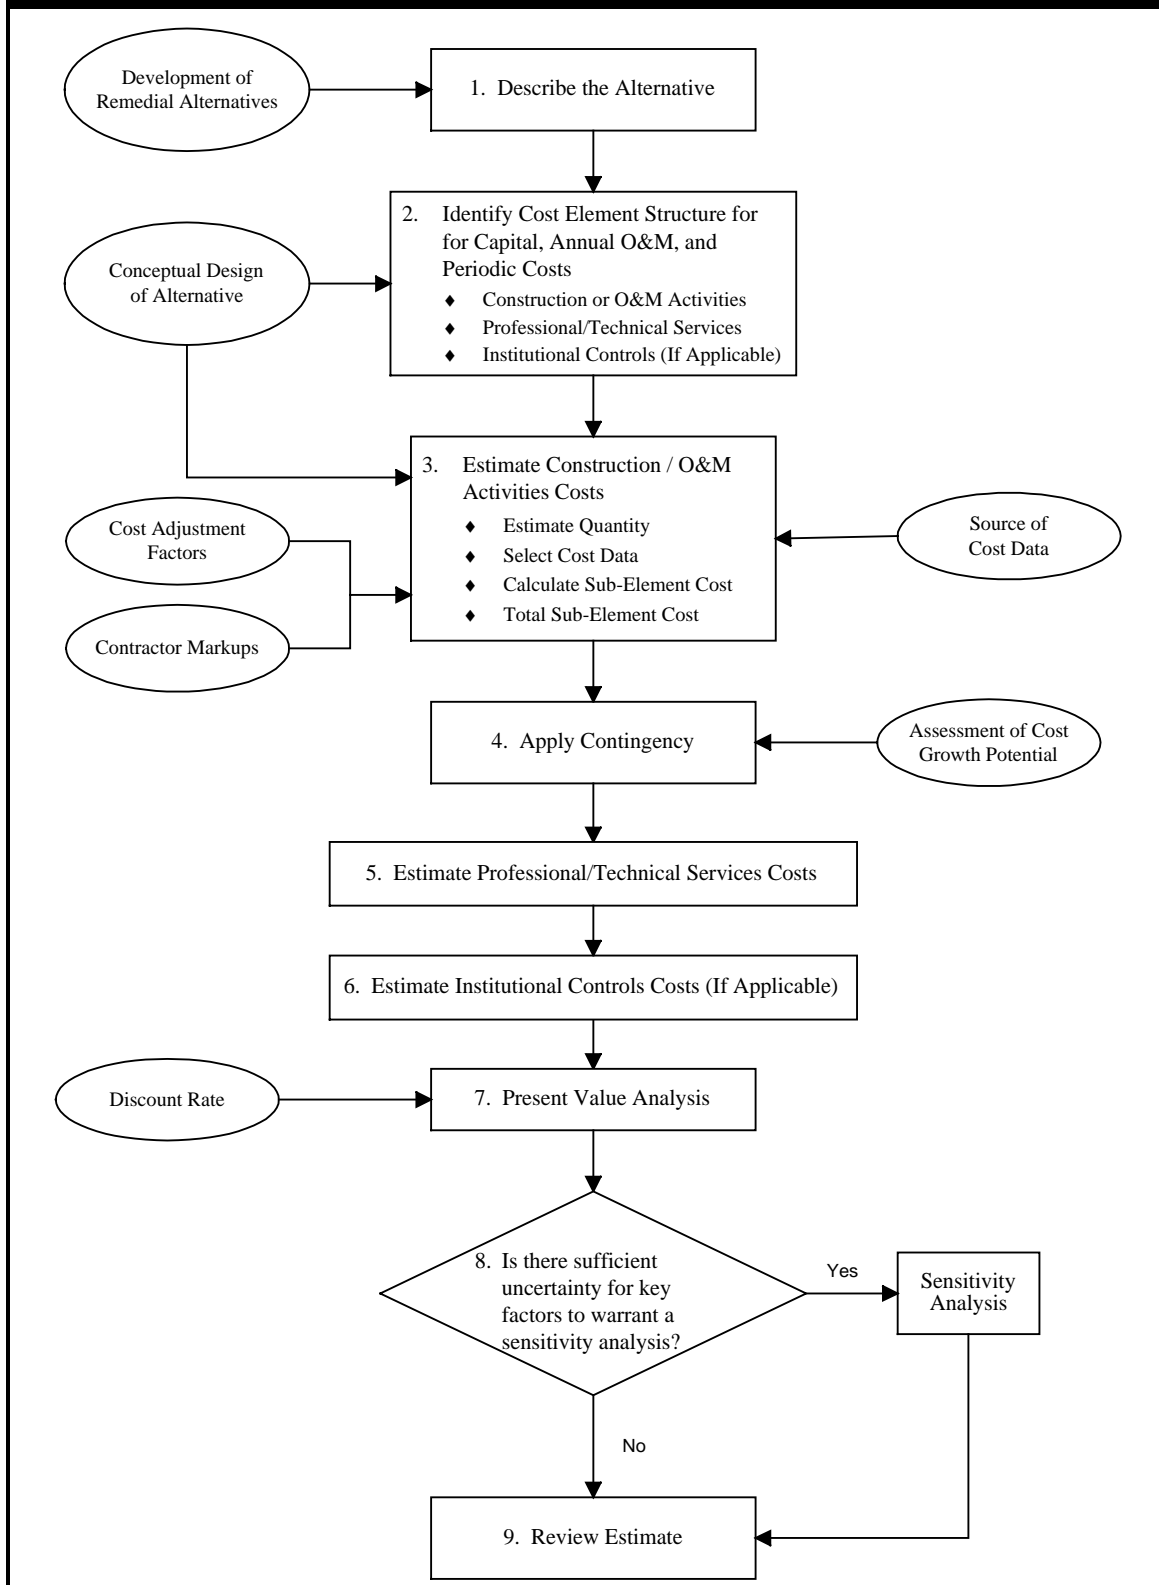 Development of
Remedial Alternatives
1. Describe the Alternative
2. Identify Cost Element Structure for
for Capital, Annual O&M, and
Periodic Costs
♦ Construction or O&M Activities
♦ Professional/Technical Services
♦ Institutional Controls (If Applicable)
Conceptual Design
of Alternative
3. Estimate Construction / O&M
Activities Costs
♦ Estimate Quantity
♦ Select Cost Data
♦ Calculate Sub-Element Cost
♦ Total Sub-Element Cost
Cost Adjustment
Factors
Contractor Markups
Source of
Cost Data
4. Apply Contingency
Assessment of Cost
Growth Potential
5. Estimate Professional/Technical Services Costs
6. Estimate Institutional Controls Costs (If Applicable)
Discount Rate
7. Present Value Analysis
8. Is there sufficient
uncertainty for key
factors to warrant a
sensitivity analysis?
Yes
Sensitivity
Analysis
No
9. Review Estimate